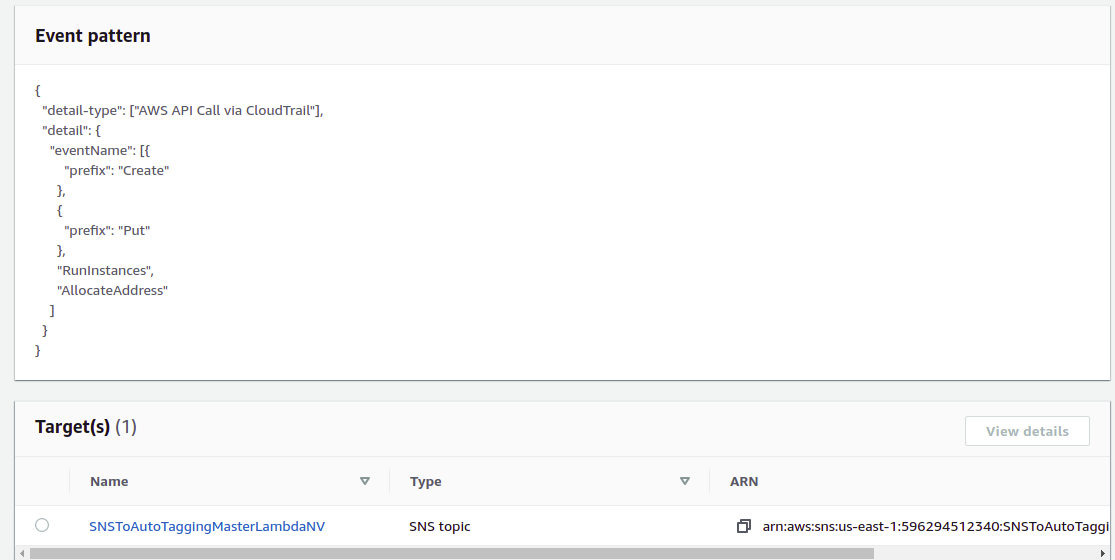 Event pattern
{
"detail-type": ["AWS API Call via CloudTrail"],
"detail": {
"eventName": [{
"prefix": "Create"
},
{
"prefix": "Put"
},
"RunInstances",
"AllocateAddress"
]
}
}
Target(s) (1)
View details
Name Type ARN
SNSToAutoTaggingMasterLambdaNV SNS topic arn:aws:sns:us-east-1:596294512340:SNSToAutoTaggi